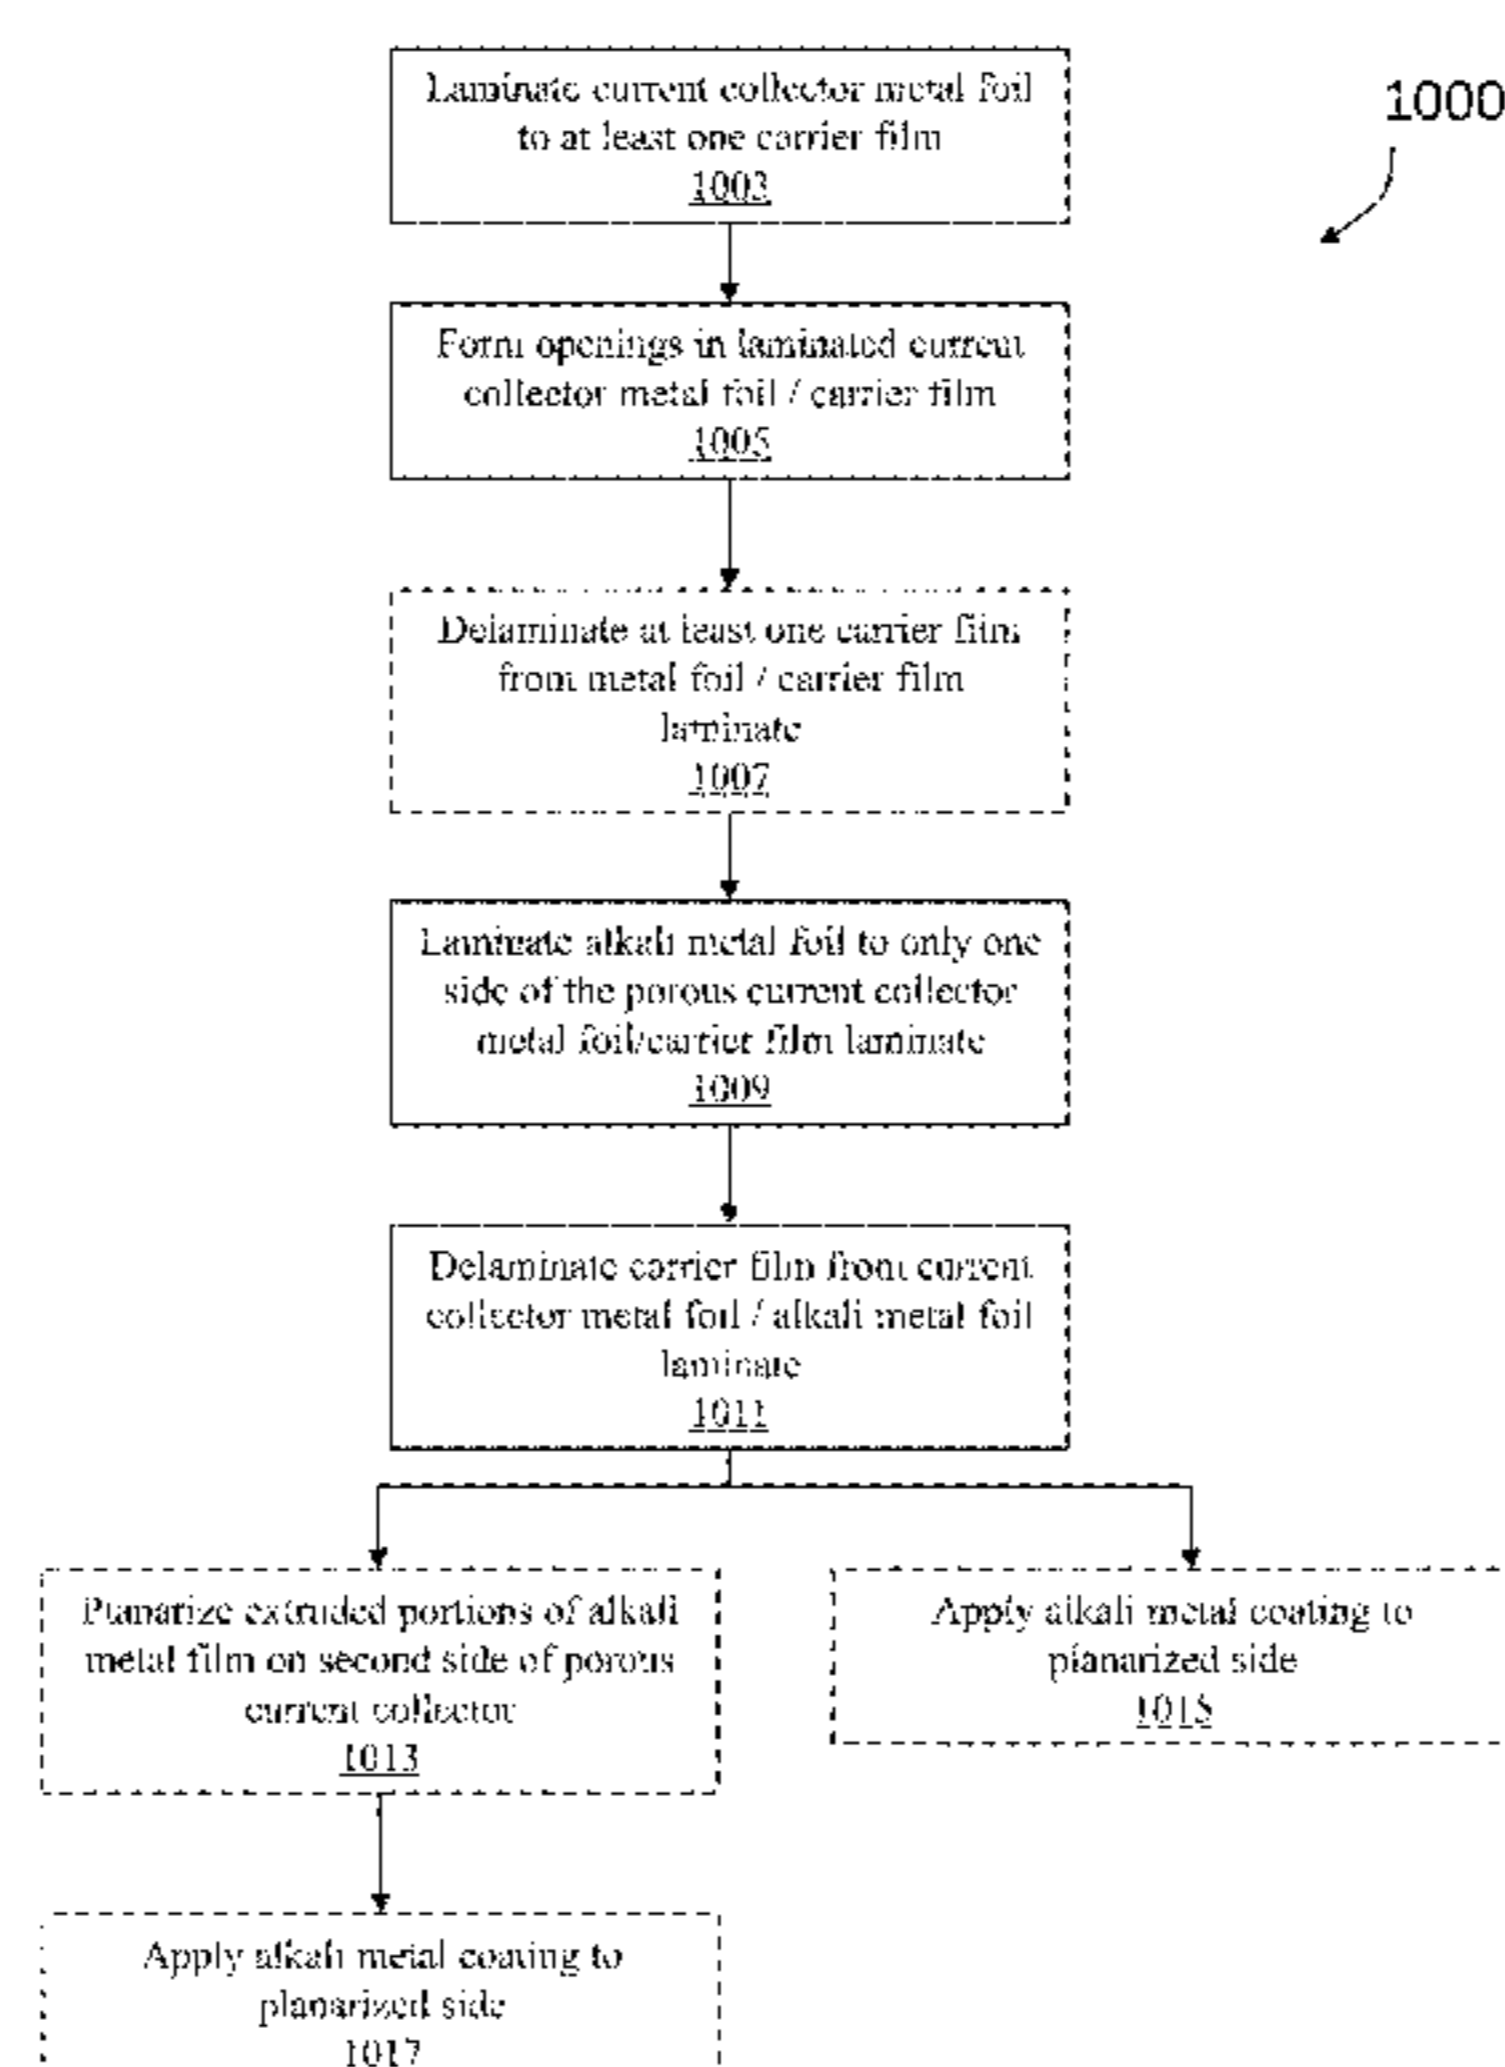 1000
Laminate current collector metal foil
to at least one carrier film
1003
Form openings in laminated current
collector metal foil / carrier film
1005
Delaminate at least one carrier film
from metal foil / carrier film
laminate
1007
Laminate alkali metal foil to only one
side of the porous current collector
metal foil/carrier film laminate
1009
Delaminate carrier film from current
collector metal foil / alkali metal foil
laminate
1011
Planarize extruded portions of alkali
metal film on second side of porous
current collector
1013
Apply alkali metal coating to
planarized side
1015
Apply alkali metal coating to
planarized side
1017